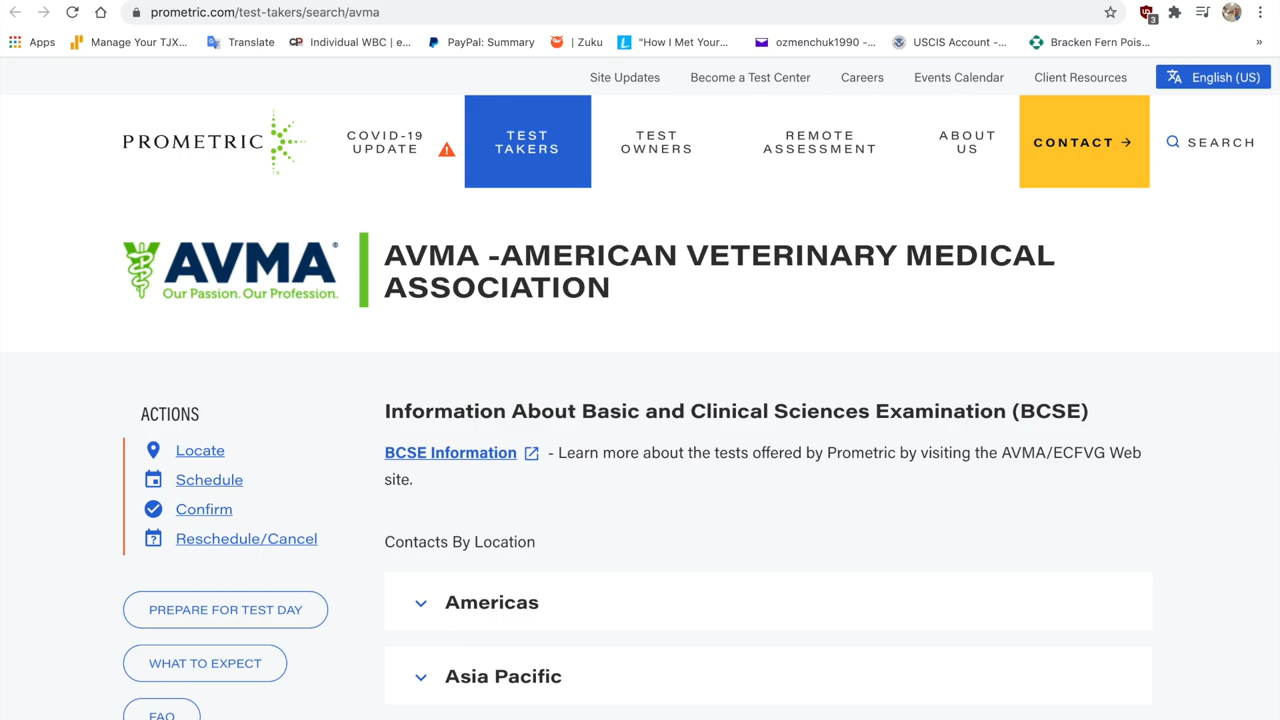 prometric.com/test-takers/search/avma
3
Apps
Manage Your TJX...
Translate
CP Individual WBC | e...
PayPal: Summary
| Zuku
L "How I Met Your...
ozmenchuk1990 -...
USCIS Account -...
Bracken Fern Pois...
»
Site Updates
Become a Test Center
Careers
Events Calendar
Client Resources
English (US)
PROMETRIC
COVID-19
UPDATE
TEST
TAKERS
TEST
OWNERS
REMOTE
ASSESSMENT
ABOUT
US
CONTACT →
SEARCH
AVMA®
Our Passion. Our Profession.
AVMA -AMERICAN VETERINARY MEDICAL
ASSOCIATION
ACTIONS
Locate
Schedule
Confirm
Reschedule/Cancel
PREPARE FOR TEST DAY
WHAT TO EXPECT
FAQ
Information About Basic and Clinical Sciences Examination (BCSE)
BCSE Information - Learn more about the tests offered by Prometric by visiting the AVMA/ECFVG Web
site.
Contacts By Location
Americas
Asia Pacific